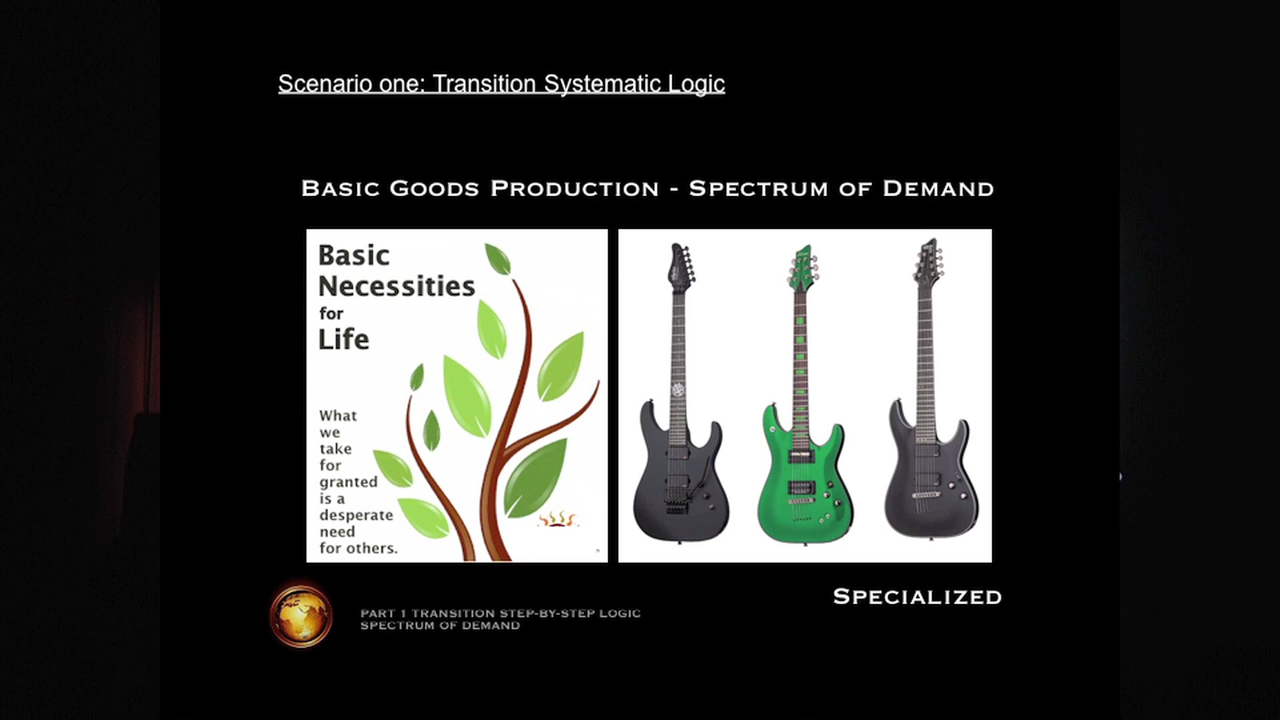 Scenario one: Transition Systematic Logic
Basic Goods Production - Spectrum of Demand
Basic
Necessities
for
Life
What
we
take
for
granted
is a
desperate
need
for others.
Specialized
PART 1 TRANSITION STEP-BY-STEP LOGIC
SPECTRUM OF DEMAND